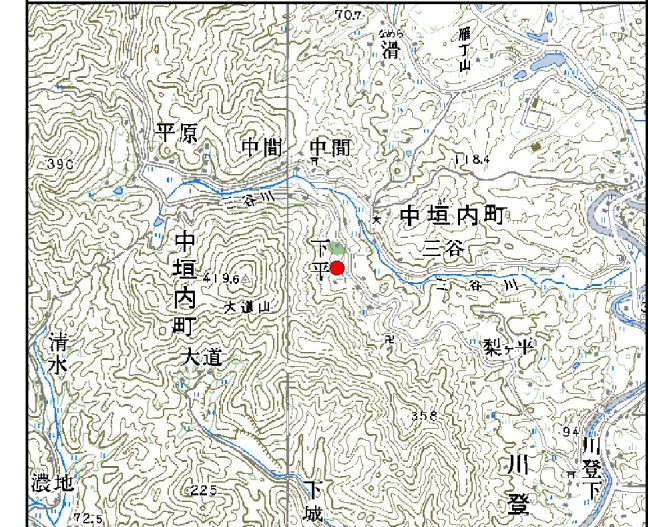 70.7
なめら
滑
雁丁山
平原
中間
中間
118.4
390
三谷川
中垣内町
三谷
下平
中垣内町
419.6
大道山
三谷川
清水
大道
梨ヶ平
358
94
川登下
川登
濃地
225
下城
72.5